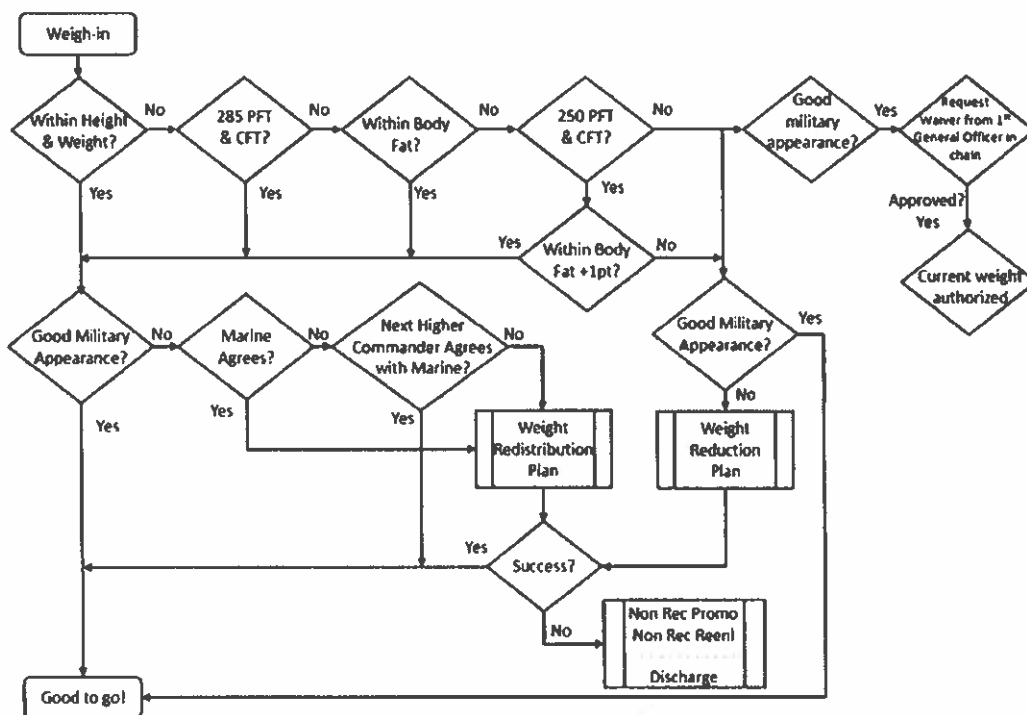 Weigh-in
Within Height
& Weight?
No
285 PFT
& CFT?
No
Within Body
Fat?
No
250 PFT
& CFT?
No
Good
military
appearance?
Yes
Request
Waiver from 1st
General Officer in
chain
Yes
Yes
Yes
Yes
Approved?
Yes
Yes
Within Body
Fat +1pt?
No
Current weight
authorized
Good Military
Appearance?
No
Marine
Agrees?
No
Next Higher
Commander Agrees
with Marine?
No
Good Military
Appearance?
Yes
Yes
Yes
Yes
No
Weight
Redistribution
Plan
Weight
Reduction
Plan
Yes
Success?
No
Non Rec Promo
Non Rec Reenl
Discharge
Good to go!